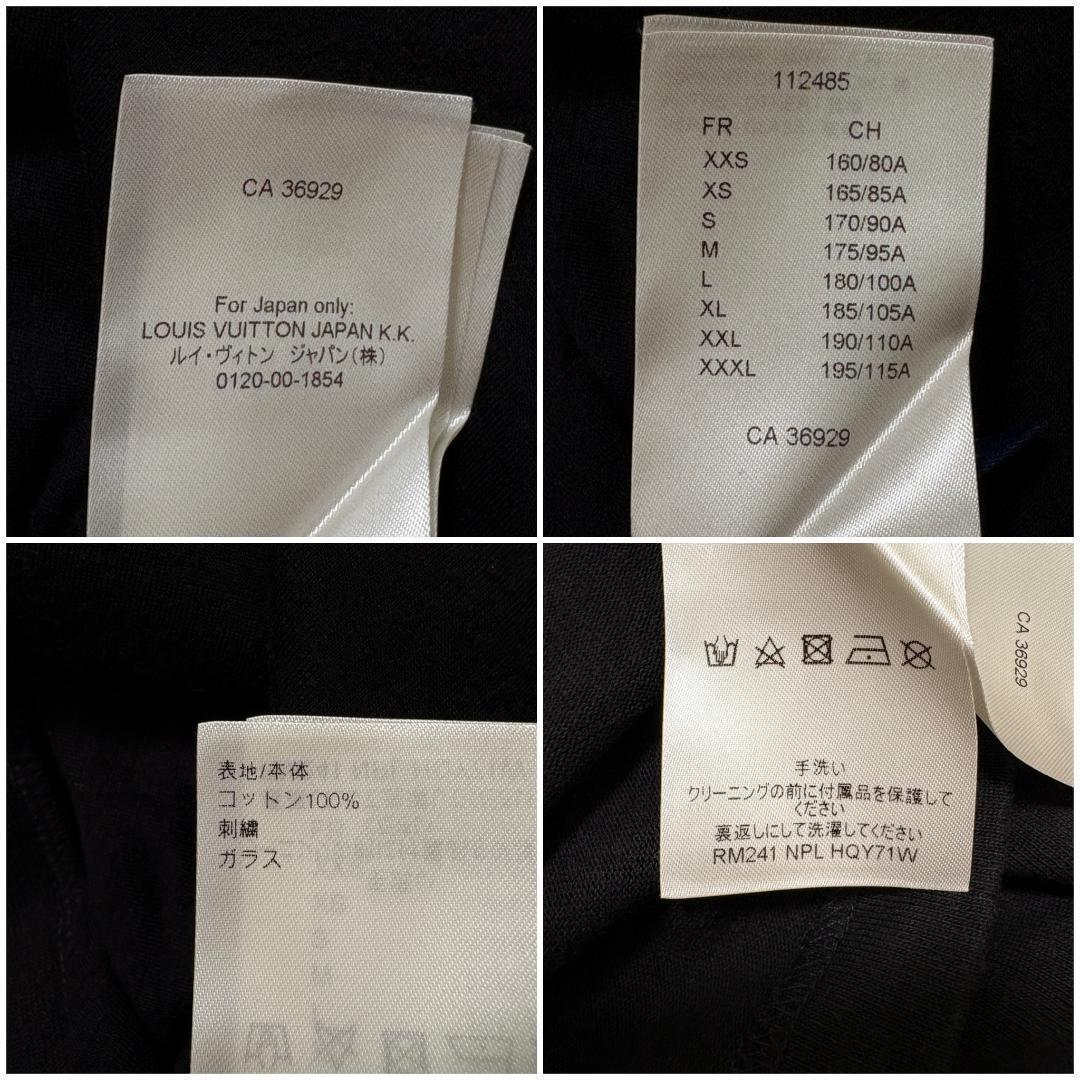 CA 36929
For Japan only:
LOUIS VUITTON JAPAN K.K.
ルイ・ヴィトン ジャパン(株)
0120-00-1854
112485
FR CH
XXS 160/80A
XS 165/85A
S 170/90A
M 175/95A
L 180/100A
XL 185/105A
XXL 190/110A
XXXL 195/115A
CA 36929
表地/本体
コットン100%
刺繍
ガラス
CA 36929
手洗い
クリーニングの前に付属品を保護して
ください
裏返しにして洗濯してください
RM241 NPL HQY71W